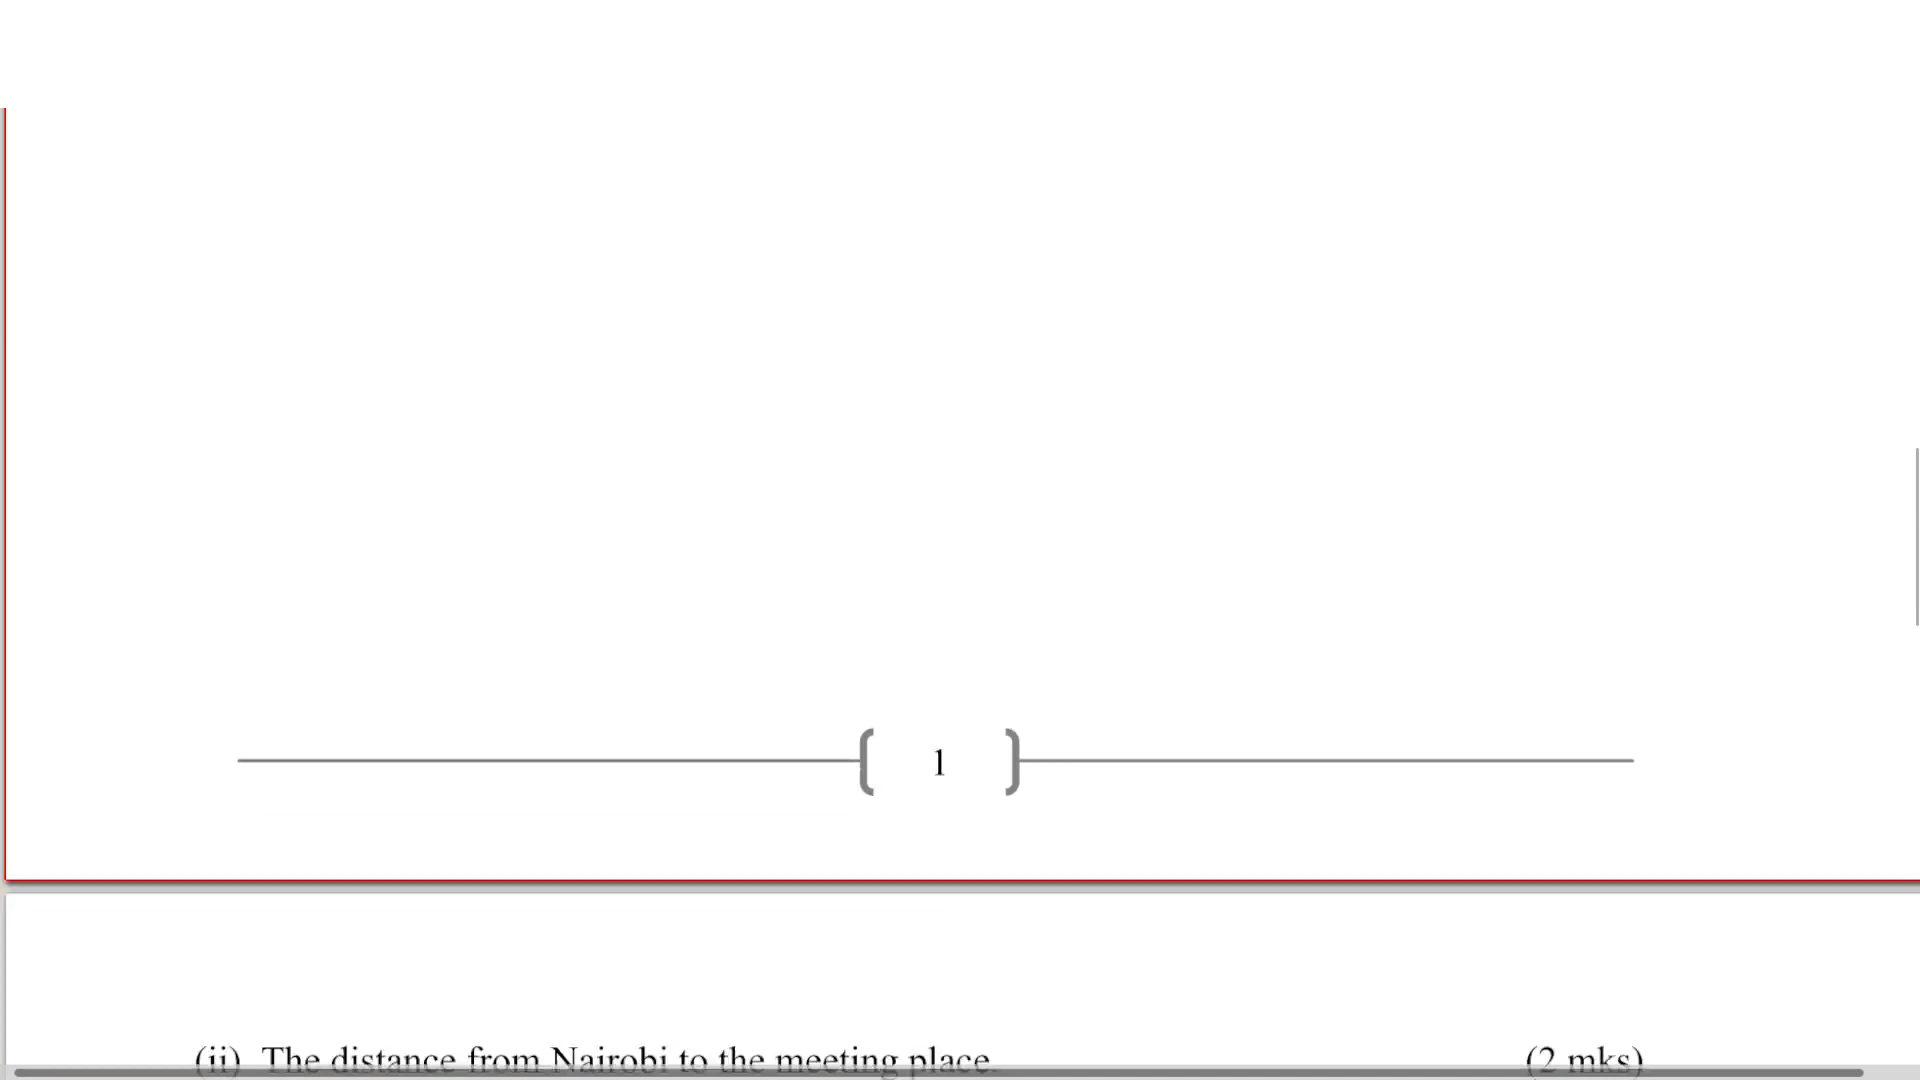 1
(ii) The distance from Nairobi to the meeting place. (2 mks)